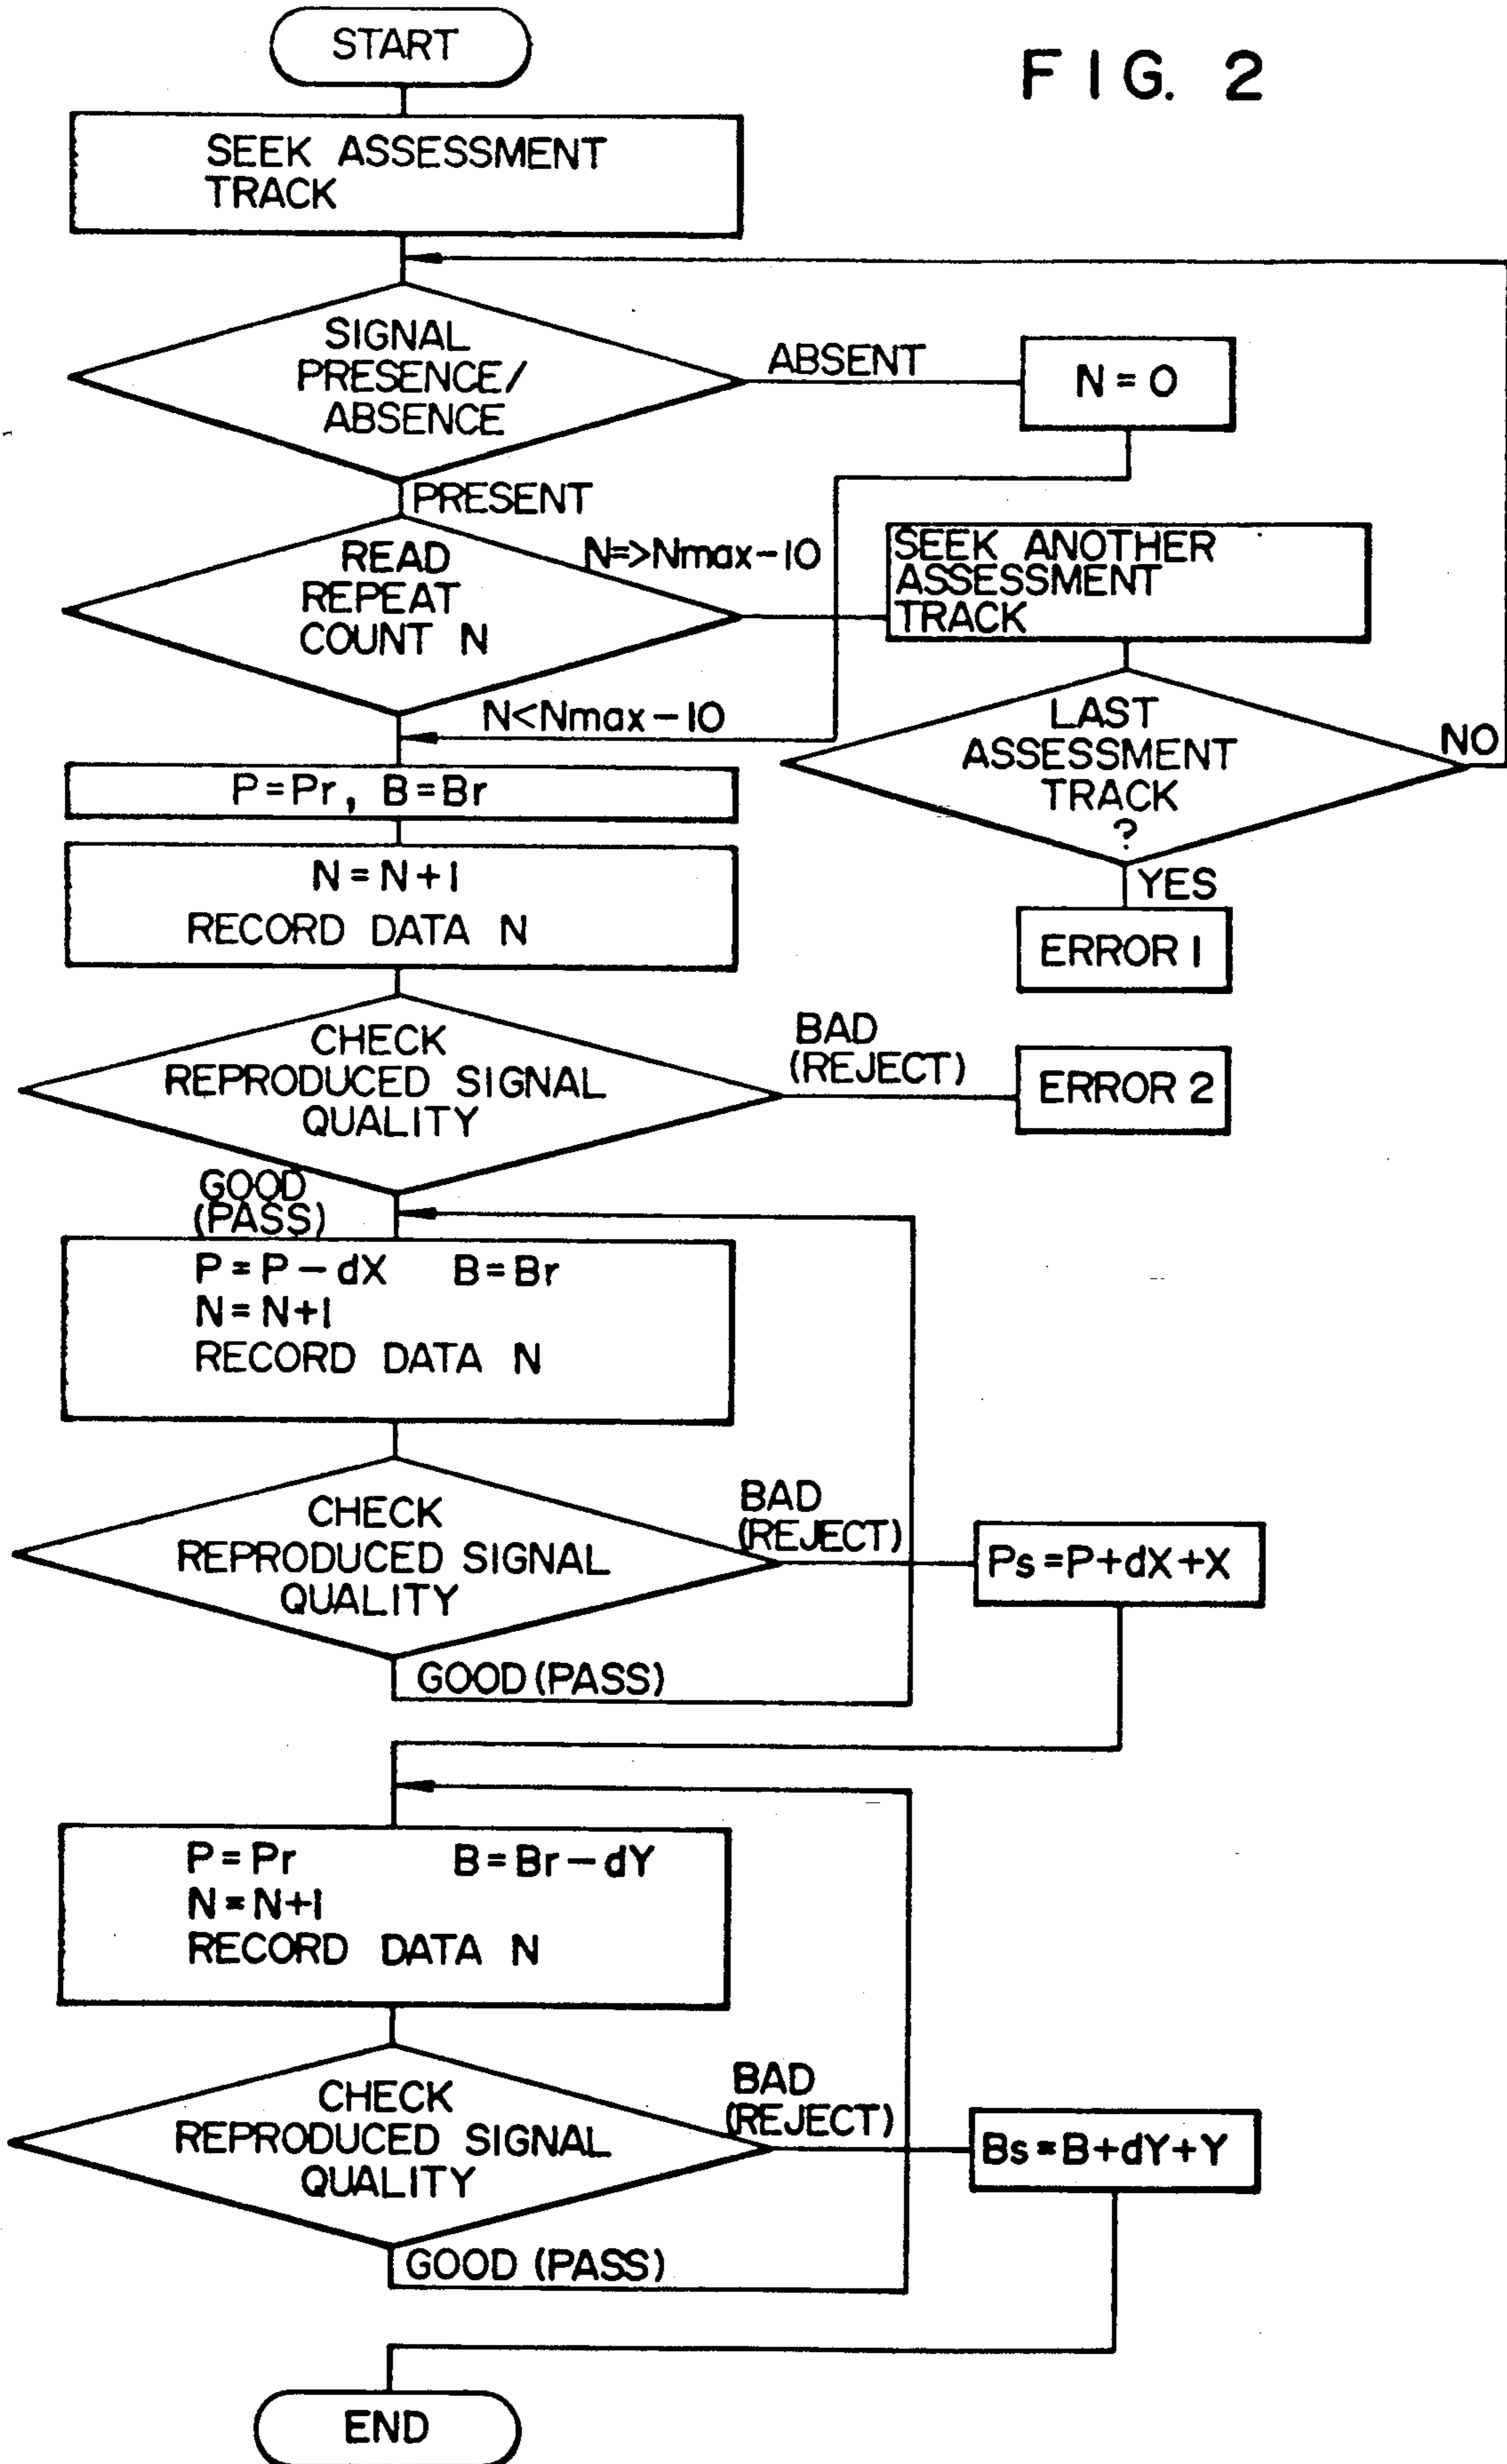 START
FIG. 2
SEEK ASSESSMENT
TRACK
SIGNAL
PRESENCE/
ABSENCE
ABSENT
N=0
PRESENT
READ
REPEAT
COUNT N
N=>Nmax-10
SEEK ANOTHER
ASSESSMENT
TRACK
N<Nmax-10
LAST
ASSESSMENT
TRACK
?
NO
YES
ERROR 1
P=Pr, B=Br
N=N+1
RECORD DATA N
CHECK
REPRODUCED SIGNAL
QUALITY
BAD
(REJECT)
ERROR 2
GOOD
(PASS)
P=P-dX B=Br
N=N+1
RECORD DATA N
CHECK
REPRODUCED SIGNAL
QUALITY
BAD
(REJECT)
Ps=P+dX+X
GOOD (PASS)
P=Pr B=Br-dY
N=N+1
RECORD DATA N
CHECK
REPRODUCED SIGNAL
QUALITY
BAD
(REJECT)
Bs=B+dY+Y
GOOD (PASS)
END